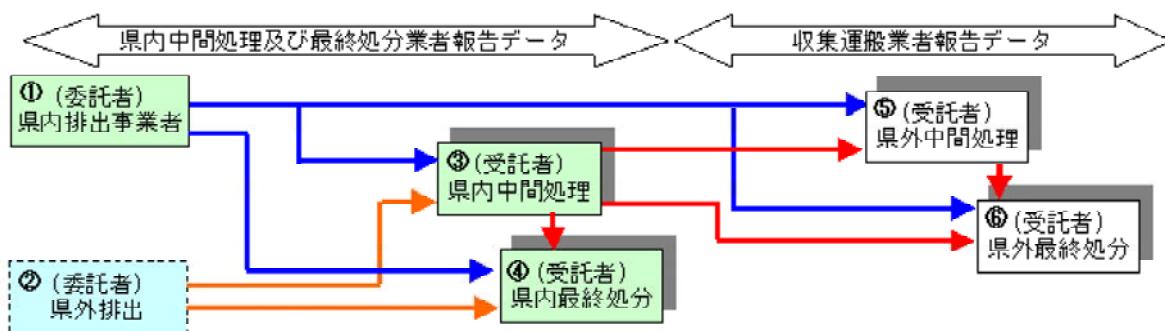 県内中間処理及び最終処分業者報告データ
収集運搬業者報告データ
① (委託者)
県内排出事業者
⑤ (受託者)
県外中間処理
③ (受託者)
県内中間処理
⑥ (受託者)
県外最終処分
④ (受託者)
県内最終処分
② (委託者)
県外排出